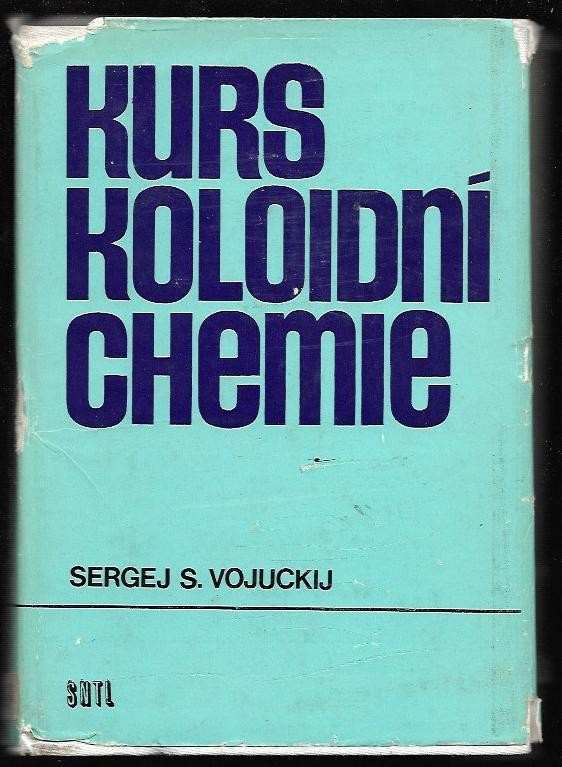 KURS
KOLOIDNÍ
CHEMIE
SERGEJ S. VOJUCKIJ
SNTL